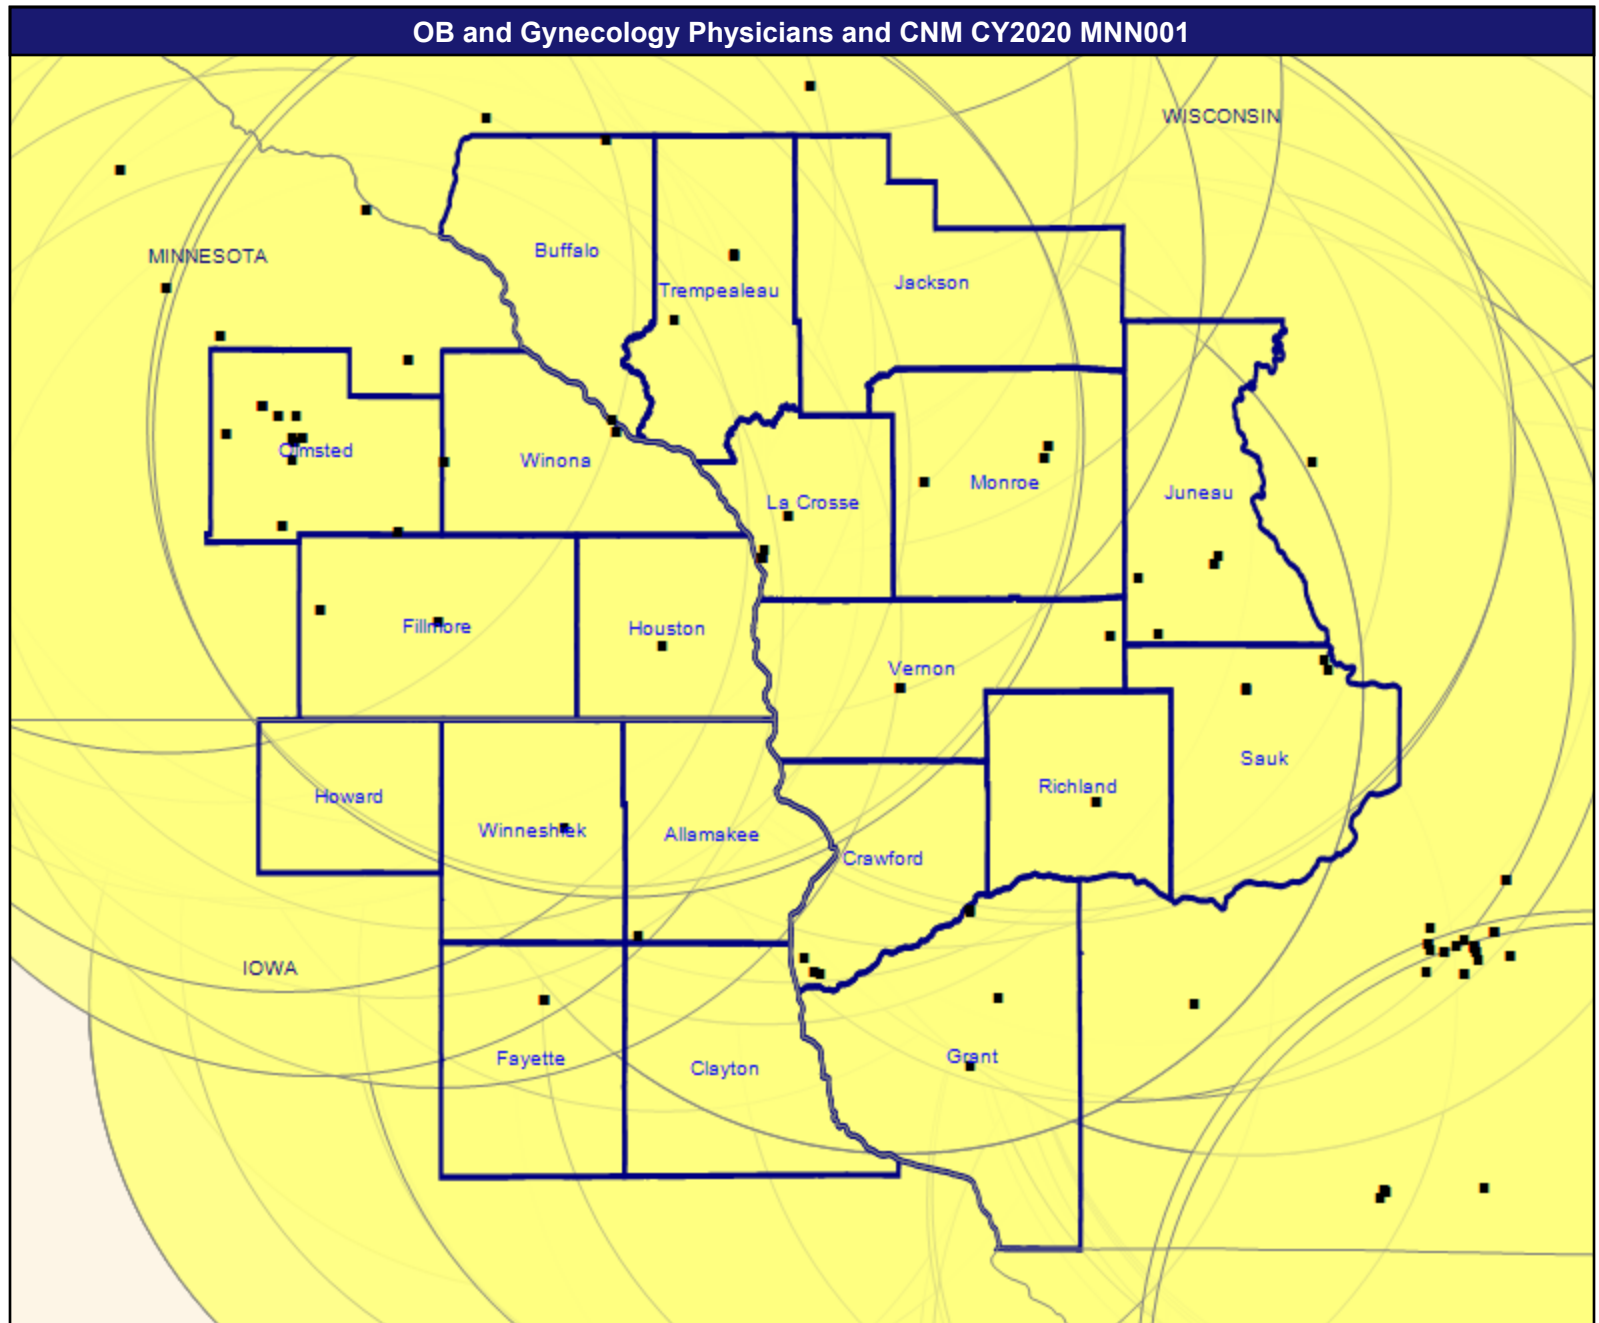 OB and Gynecology Physicians and CNM CY2020 MNN001
WISCONSIN
MINNESOTA
Buffalo
Trempealeau
Jackson
Olmsted
Winona
La Crosse
Monroe
Juneau
Fillmore
Houston
Vernon
Sauk
Richland
Howard
Winneshiek
Allamakee
Crawford
IOWA
Fayette
Clayton
Grant